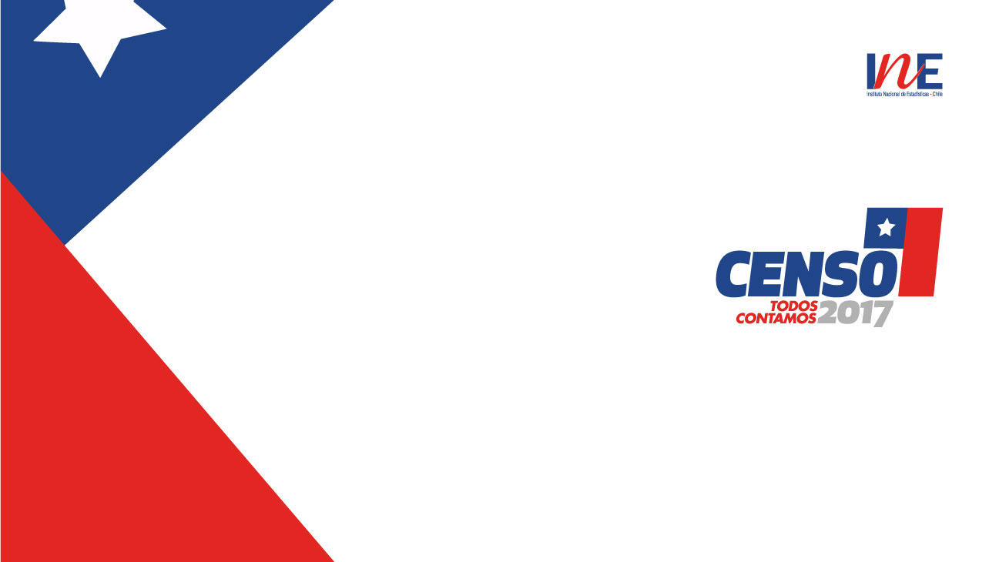 INE
Instituto Nacional de Estadísticas - Chile
CENSO
TODOS
CONTAMOS 2017